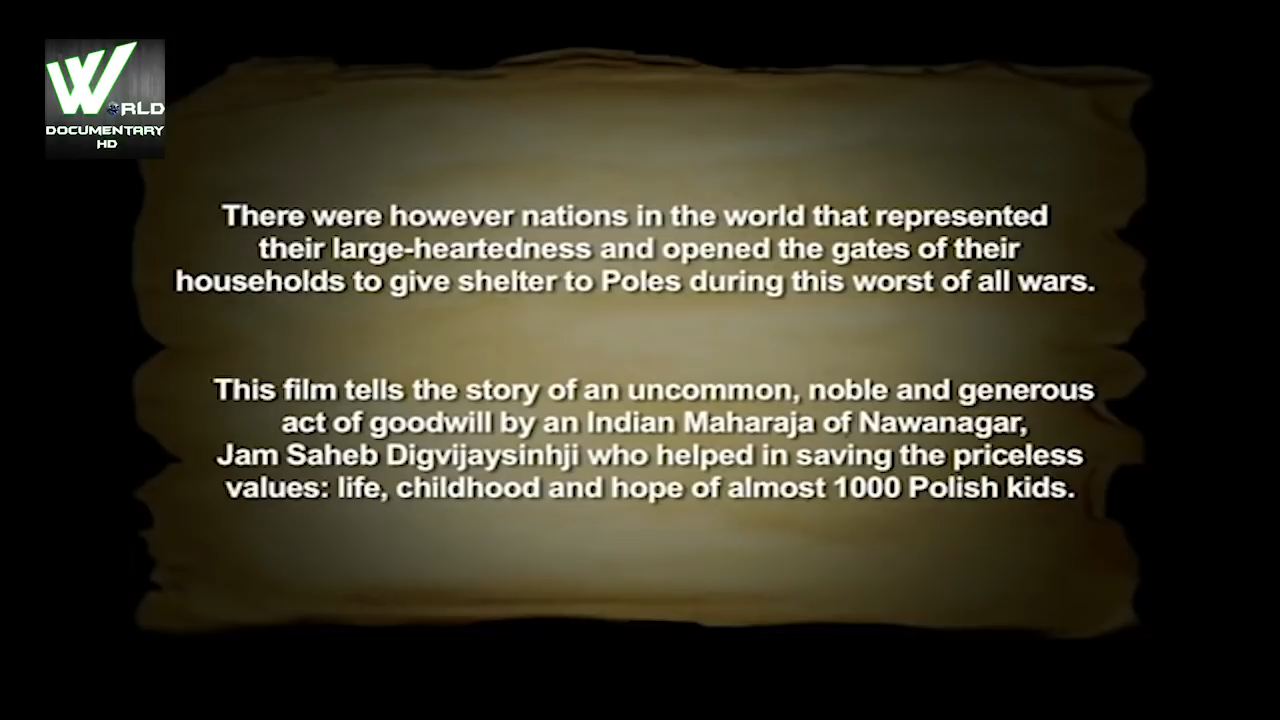 WORLD
DOCUMENTARY
HD
There were however nations in the world that represented
their large-heartedness and opened the gates of their
households to give shelter to Poles during this worst of all wars.
This film tells the story of an uncommon, noble and generous
act of goodwill by an Indian Maharaja of Nawanagar,
Jam Saheb Digvijaysinhji who helped in saving the priceless
values: life, childhood and hope of almost 1000 Polish kids.